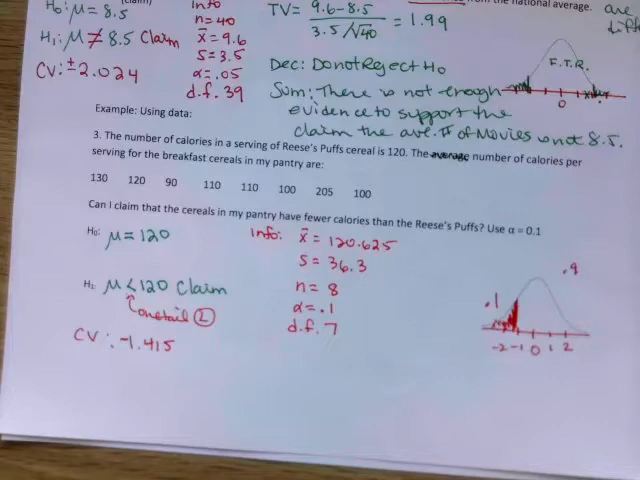 H₀: μ = 8.5
H₁: μ ≠ 8.5 Claim
CV: ± 2.024
Info
n = 40
x̄ = 9.6
s = 3.5
α = .05
d.f. 39
TV = 9.6 - 8.5 / 3.5/√40 = 1.99
from the national average.
are
Dec: Do not Reject H₀
Sum: There is not enough
evidence to support the
claim the ave. # of Movies is not 8.5.
F.T.R.
0
Example: Using data:
3. The number of calories in a serving of Reese's Puffs cereal is 120. The average number of calories per
serving for the breakfast cereals in my pantry are:
130 120 90 110 110 100 205 100
Can I claim that the cereals in my pantry have fewer calories than the Reese's Puffs? Use α = 0.1
H₀: μ = 120
H₁: μ < 120 Claim
one tail L
CV: -1.415
Info: x̄ = 120.625
s = 36.3
n = 8
α = .1
d.f. 7
.9
.1
-2 -1 0 1 2